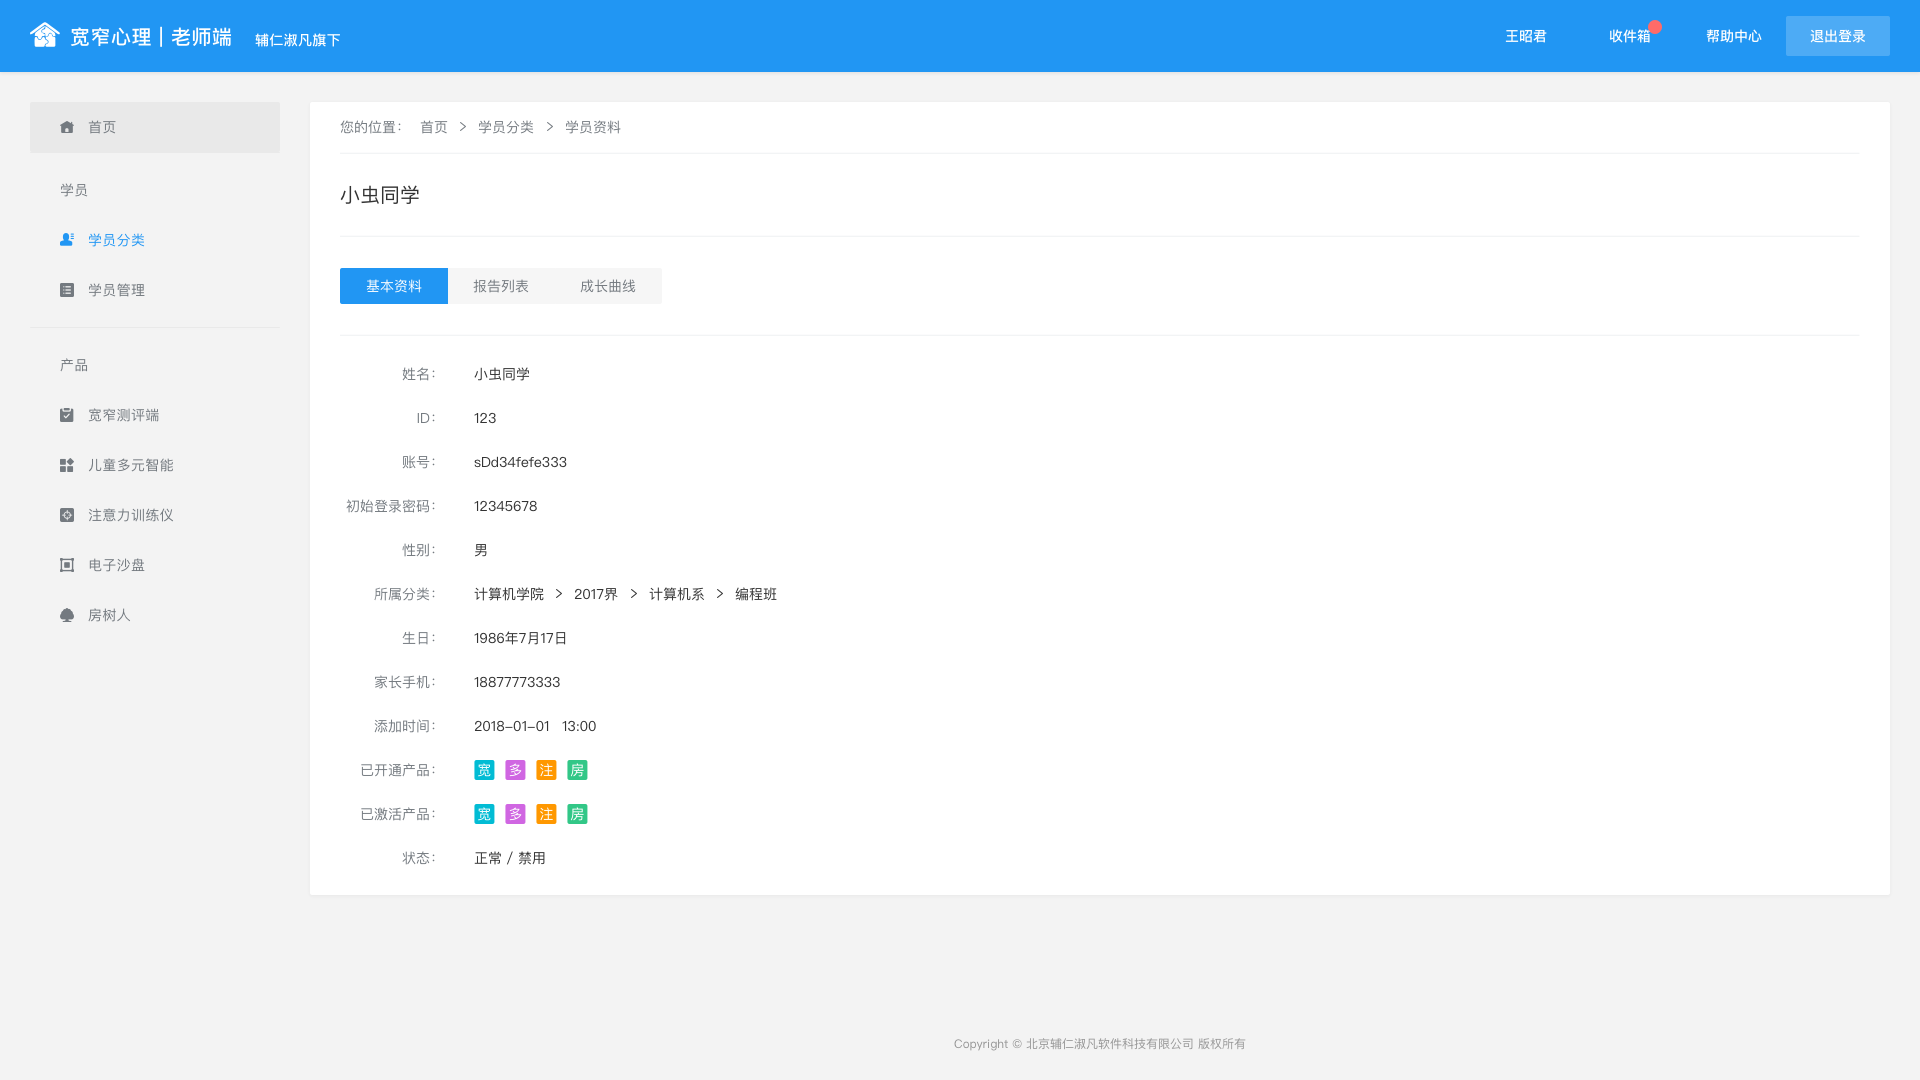 宽窄心理 | 老师端 辅仁淑凡旗下 王昭君 收件箱 帮助中心 退出登录
首页
学员
学员分类
学员管理
产品
宽窄测评端
儿童多元智能
注意力训练仪
电子沙盘
房树人
您的位置： 首页 > 学员分类 > 学员资料
小虫同学
基本资料 报告列表 成长曲线
姓名： 小虫同学
ID： 123
账号： sDd34fefe333
初始登录密码： 12345678
性别： 男
所属分类： 计算机学院 > 2017界 > 计算机系 > 编程班
生日： 1986年7月17日
家长手机： 18877773333
添加时间： 2018-01-01 13:00
已开通产品： 宽 多 注 房
已激活产品： 宽 多 注 房
状态： 正常 / 禁用
Copyright © 北京辅仁淑凡软件科技有限公司 版权所有